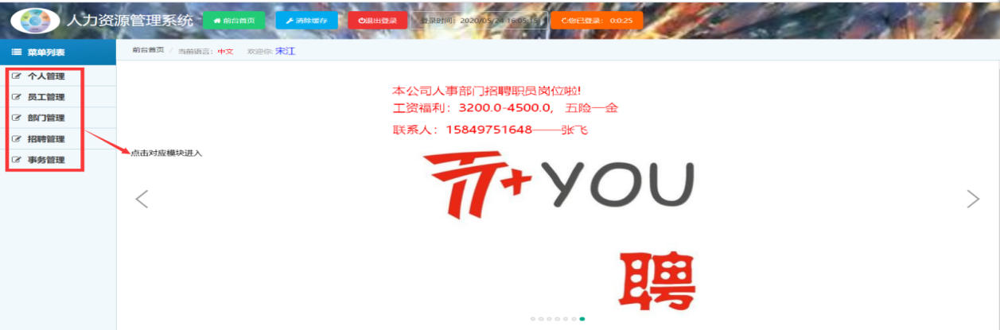 人力资源管理系统 前台首页 清除缓存 退出登录 登录时间：2020/05/24 16:05:15 您已登录：0:0:25
菜单列表
前台首页 / 当前语言：中文 欢迎你:宋江
个人管理
员工管理
部门管理
招聘管理
事务管理
点击对应模块进入
本公司人事部门招聘职员岗位啦!
工资福利：3200.0-4500.0，五险一金
联系人：15849751648——张飞
+YOU
聘